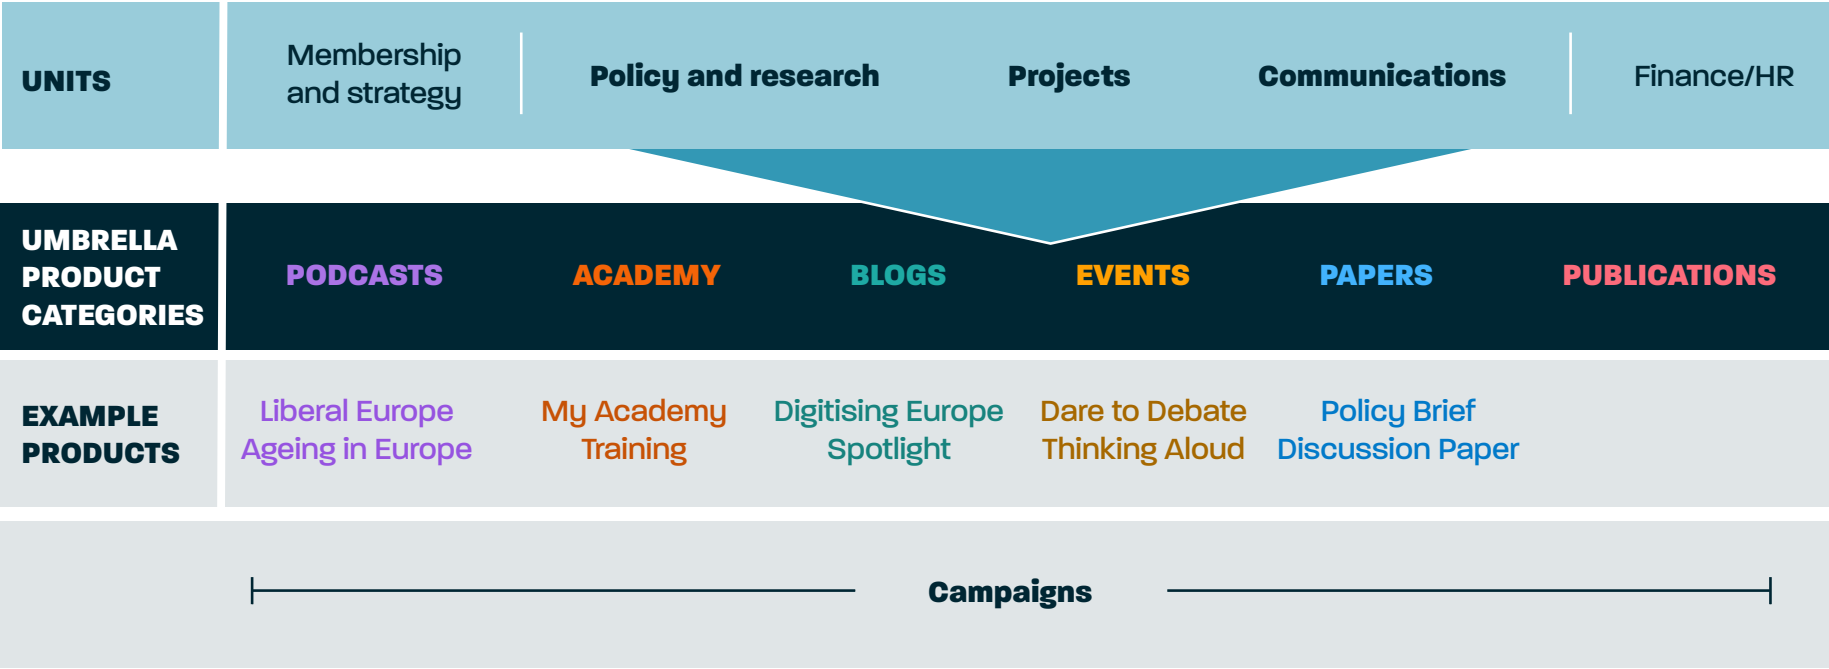 UNITS
Membership
and strategy
Policy and research
Projects
Communications
Finance/HR
UMBRELLA
PRODUCT
CATEGORIES
PODCASTS
ACADEMY
BLOGS
EVENTS
PAPERS
PUBLICATIONS
EXAMPLE
PRODUCTS
Liberal Europe
Ageing in Europe
My Academy
Training
Digitising Europe
Spotlight
Dare to Debate
Thinking Aloud
Policy Brief
Discussion Paper
Campaigns